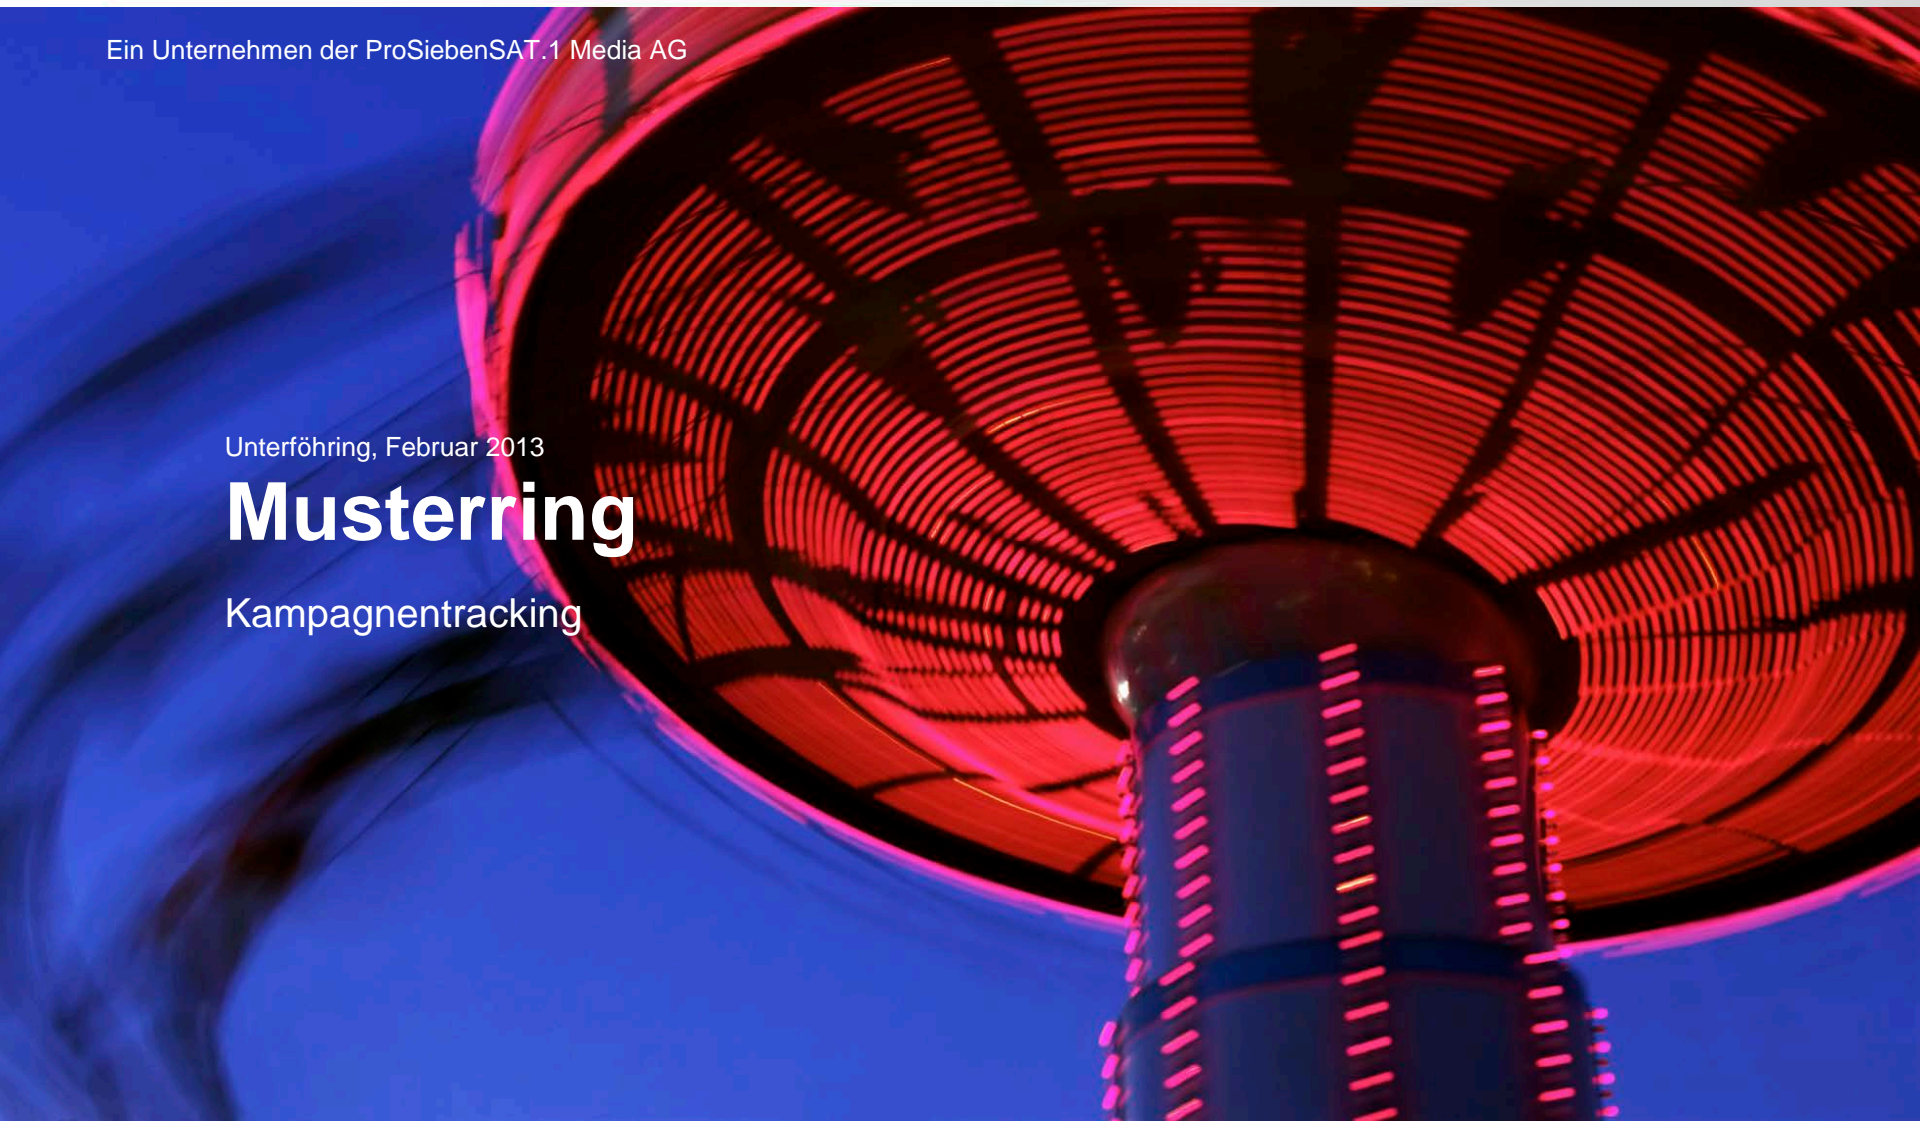 Ein Unternehmen der ProSiebenSAT.1 Media AG
Unterföhring, Februar 2013
Musterring
Kampagnentracking